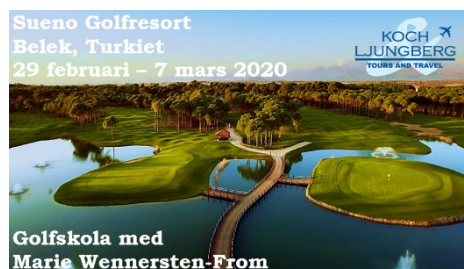 Sueno Golfresort
Belek, Turkiet
29 februari – 7 mars 2020
KOCH
&
LJUNGBERG
TOURS AND TRAVEL
Golfskola med
Marie Wennersten-From